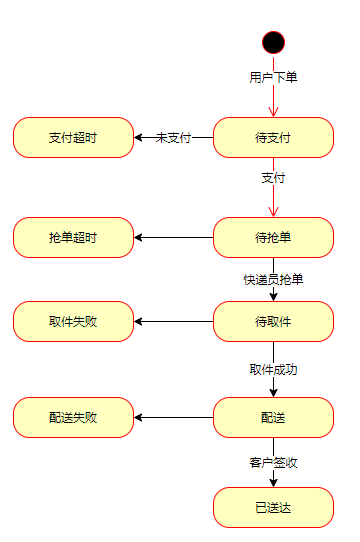 用户下单
支付超时
未支付
待支付
支付
抢单超时
待抢单
快递员抢单
取件失败
待取件
取件成功
配送失败
配送
客户签收
已送达